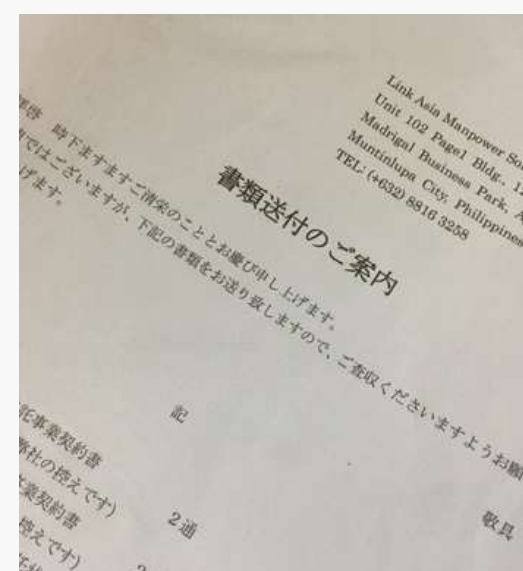 Link Asia Manpower
Unit 102 Page1 Bldg.,
Madrigal Business Park,
Muntinlupa City, Philippines
TEL: (+632) 8816 3258
書類送付のご案内
時下ますますご清栄のこととお慶び申し上げます。
ではございますが、下記の書類をお送り致しますので、ご査収くださいますようお願
げます。
敬具
記
託事業契約書
弊社の控えです)
2通
業契約書
控えです)